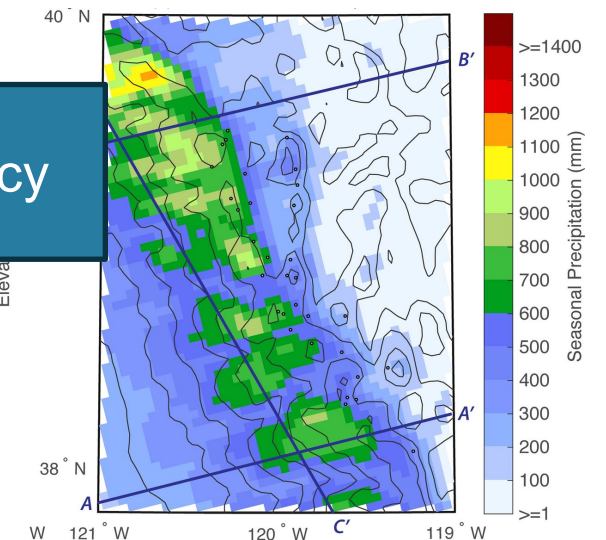 40 ° N
B'
cy
Eleva
A'
38 ° N
A
C'
W 121 ° W 120 ° W 119 ° W
>=1400
1300
1200
1100
1000
900
800
700
600
500
400
300
200
100
>=1
Seasonal Precipitation (mm)